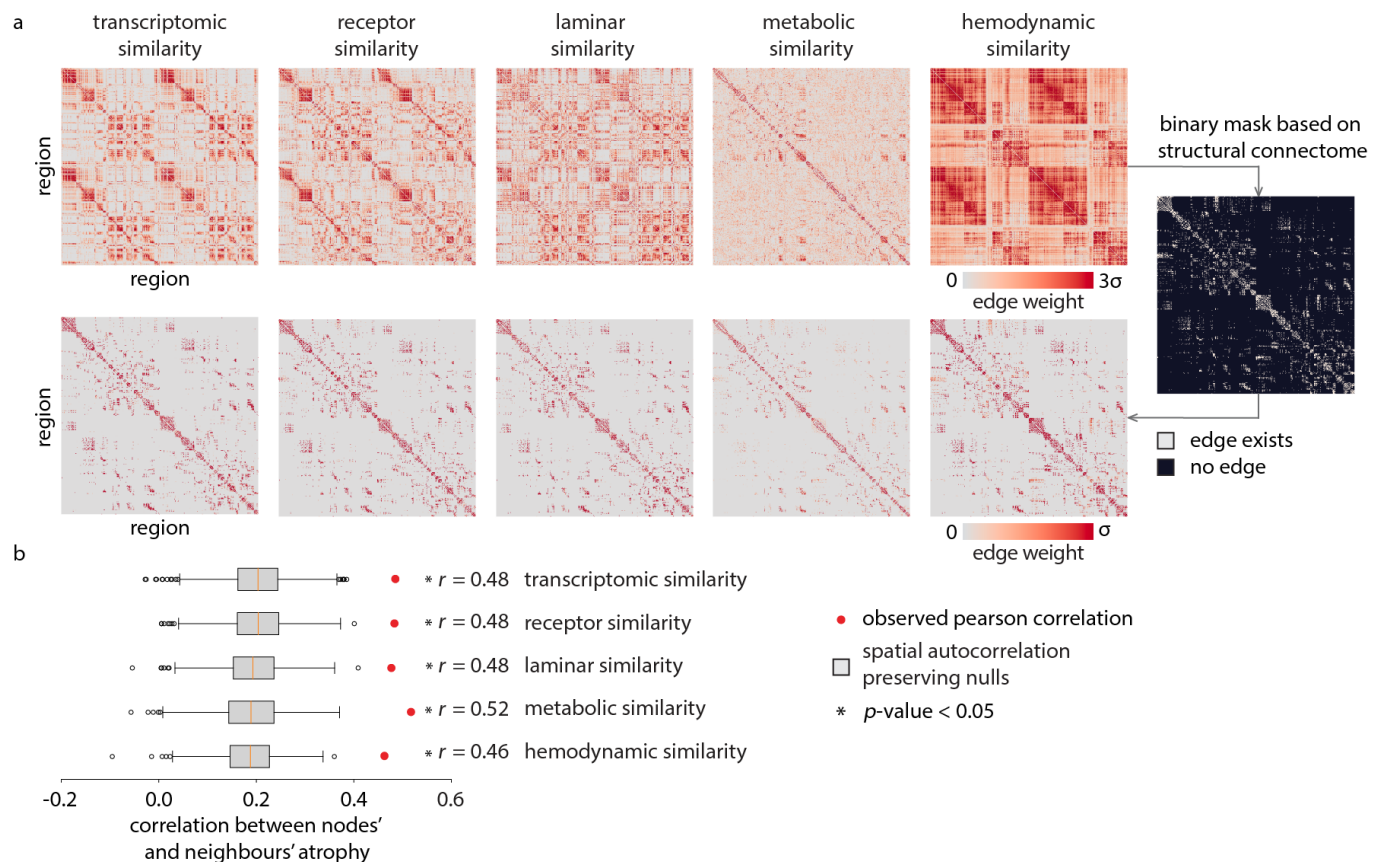 a
transcriptomic
similarity
receptor
similarity
laminar
similarity
metabolic
similarity
hemodynamic
similarity
region
region
0 3σ
edge weight
binary mask based on
structural connectome
edge exists
no edge
region
region
0 σ
edge weight
b
* r = 0.48 transcriptomic similarity
* r = 0.48 receptor similarity
* r = 0.48 laminar similarity
* r = 0.52 metabolic similarity
* r = 0.46 hemodynamic similarity
-0.2 0.0 0.2 0.4 0.6
correlation between nodes’
and neighbours’ atrophy
observed pearson correlation
spatial autocorrelation
preserving nulls
* p-value < 0.05